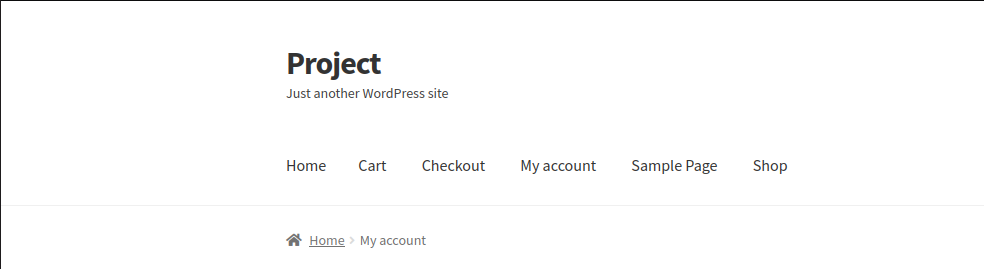 Project
Just another WordPress site
Home Cart Checkout My account Sample Page Shop
Home > My account